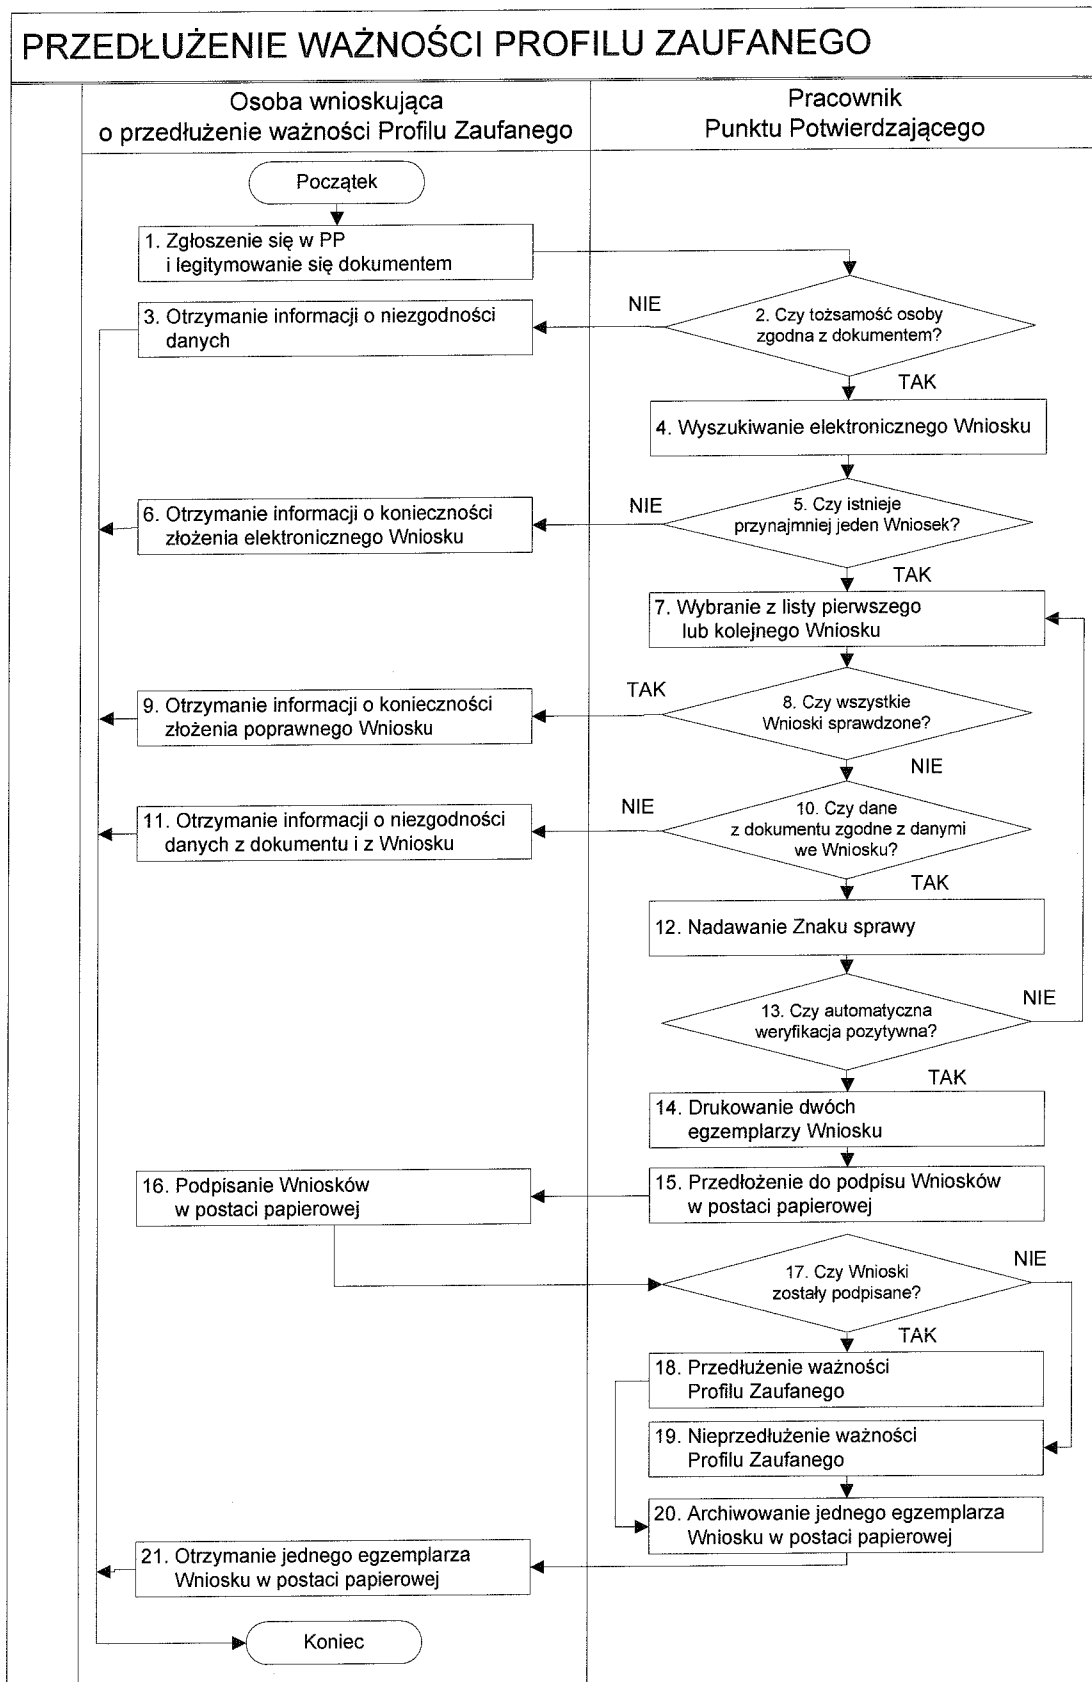 PRZEDŁUŻENIE WAŻNOŚCI PROFILU ZAUFANEGO
Osoba wnioskująca
o przedłużenie ważności Profilu Zaufanego
Pracownik
Punktu Potwierdzającego
Początek
1. Zgłoszenie się w PP
i legitymowanie się dokumentem
2. Czy tożsamość osoby
zgodna z dokumentem?
NIE
TAK
3. Otrzymanie informacji o niezgodności
danych
4. Wyszukiwanie elektronicznego Wniosku
5. Czy istnieje
przynajmniej jeden Wniosek?
NIE
TAK
6. Otrzymanie informacji o konieczności
złożenia elektronicznego Wniosku
7. Wybranie z listy pierwszego
lub kolejnego Wniosku
8. Czy wszystkie
Wnioski sprawdzone?
TAK
NIE
9. Otrzymanie informacji o konieczności
złożenia poprawnego Wniosku
10. Czy dane
z dokumentu zgodne z danymi
we Wniosku?
NIE
TAK
11. Otrzymanie informacji o niezgodności
danych z dokumentu i z Wniosku
12. Nadawanie Znaku sprawy
13. Czy automatyczna
weryfikacja pozytywna?
NIE
TAK
14. Drukowanie dwóch
egzemplarzy Wniosku
15. Przedłożenie do podpisu Wniosków
w postaci papierowej
16. Podpisanie Wniosków
w postaci papierowej
17. Czy Wnioski
zostały podpisane?
NIE
TAK
18. Przedłużenie ważności
Profilu Zaufanego
19. Nieprzedłużenie ważności
Profilu Zaufanego
20. Archiwowanie jednego egzemplarza
Wniosku w postaci papierowej
21. Otrzymanie jednego egzemplarza
Wniosku w postaci papierowej
Koniec